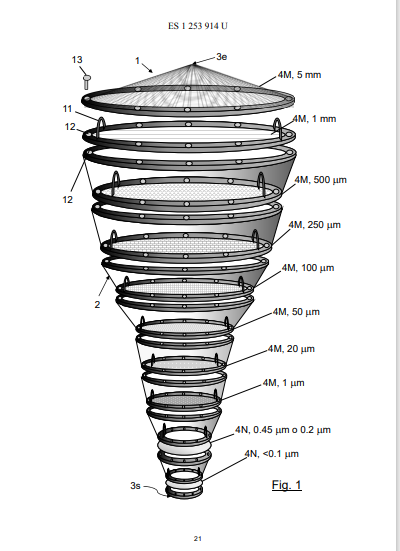 ES 1 253 914 U
3e
1
13
4M, 5 mm
11
4M, 1 mm
12
4M, 500 μm
12
4M, 250 μm
4M, 100 μm
2
4M, 50 μm
4M, 20 μm
4M, 1 μm
4N, 0.45 μm o 0.2 μm
4N, <0.1 μm
3s
Fig. 1
21